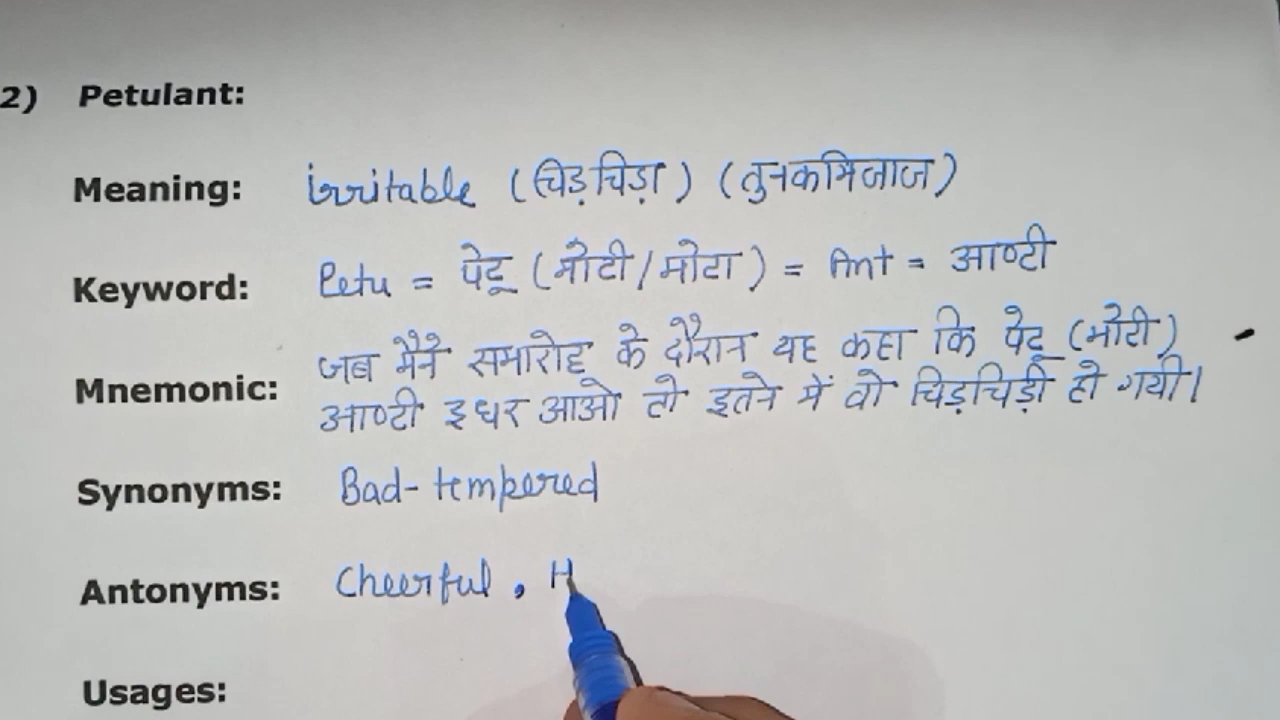 2) Petulant:
Meaning: irritable (चिड़चिड़ा) (तुनकमिजाज)
Keyword: Petu = पेटू (मोटी/मोटा) = Ant = आण्टी
Mnemonic: जब मैंने समारोह के दौरान यह कहा कि पेटू (मोटी)
आण्टी इधर आओ तो इतने में वो चिड़चिड़ी हो गयी।
Synonyms: Bad-tempered
Antonyms: Cheerful, H
Usages: